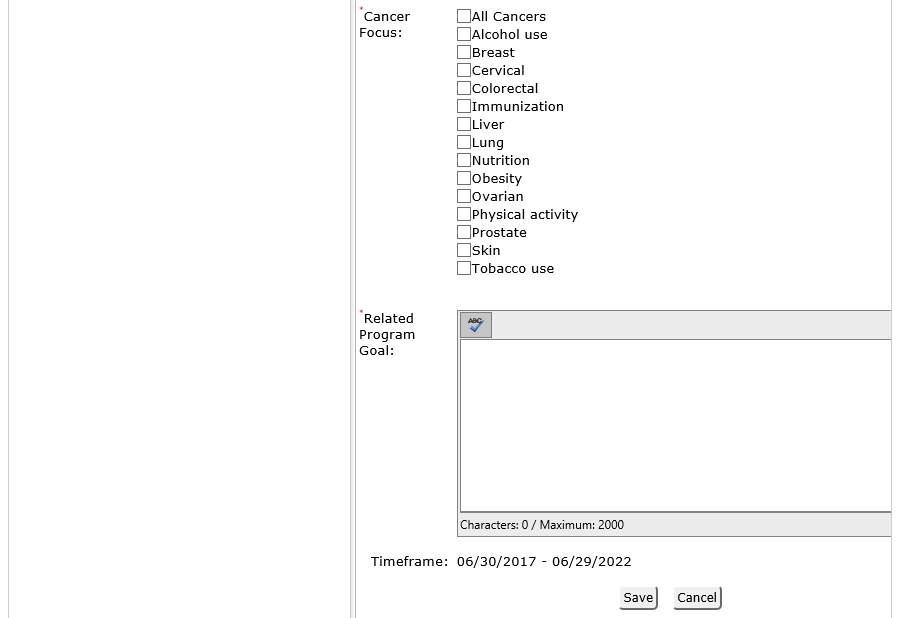 *Cancer Focus:
All Cancers
Alcohol use
Breast
Cervical
Colorectal
Immunization
Liver
Lung
Nutrition
Obesity
Ovarian
Physical activity
Prostate
Skin
Tobacco use
*Related
Program
Goal:
ABC
Characters: 0 / Maximum: 2000
Timeframe: 06/30/2017 - 06/29/2022
Save Cancel